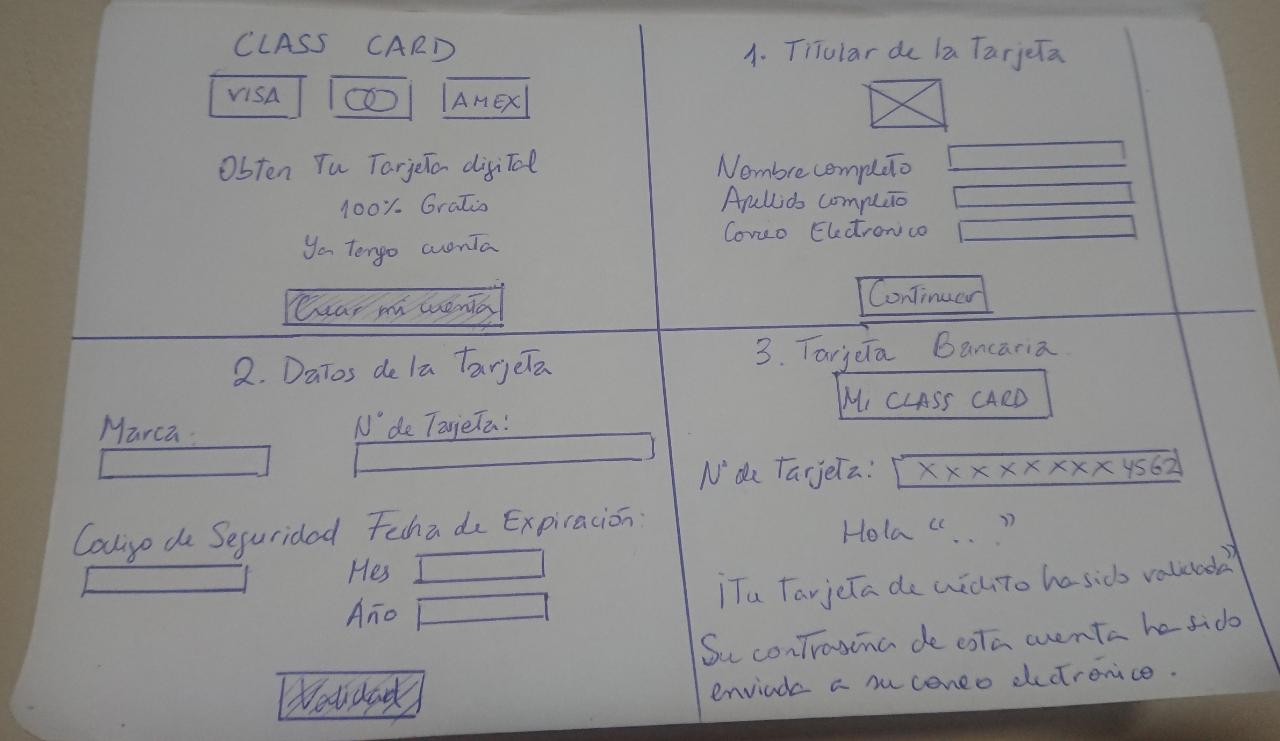 CLASS CARD
VISA
AMEX
Obten Tu Tarjeta digital
100% Gratis
Ya tengo cuenta
Crear mi cuenta
1. Titular de la Tarjeta
Nombre completo
Apellido completo
Correo Electronico
Continuar
2. Datos de la Tarjeta
Marca:
N° de Tarjeta:
Codigo de Seguridad
Fecha de Expiración:
Mes
Año
Validad
3. Tarjeta Bancaria.
Mi CLASS CARD
N° de Tarjeta: XXXXXXXX4562
Hola “...”
¡Tu Tarjeta de crédito ha sido validada”
Su contraseña de esta cuenta ha sido
enviada a su correo electrónico.